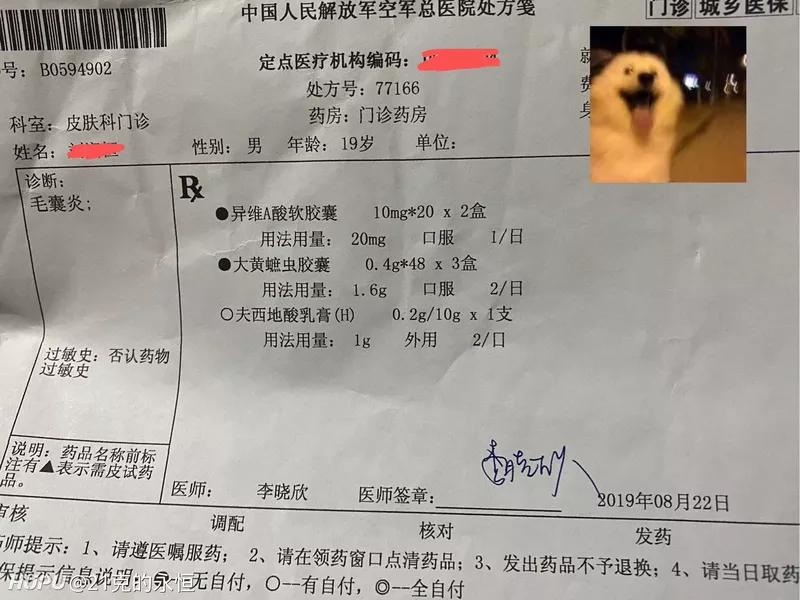 中国人民解放军空军总医院处方笺
门诊 城乡医保
号: B0594902
定点医疗机构编码:
处方号: 77166
药房: 门诊药房
科室: 皮肤科门诊
姓名:
性别: 男 年龄: 19岁 单位:
诊断:
毛囊炎;
R
●异维A酸软胶囊 10mg*20 x 2盒
用法用量: 20mg 口服 1/日
●大黄蟅虫胶囊 0.4g*48 x 3盒
用法用量: 1.6g 口服 2/日
○夫西地酸乳膏(H) 0.2g/10g x 1支
用法用量: 1g 外用 2/日
过敏史: 否认药物
过敏史
说明: 药品名称前标
注有▲表示需皮试药
品。
医师: 李晓欣 医师签章:
2019年08月22日
审核 调配 核对 发药
药师提示: 1、请遵医嘱服药; 2、请在领药窗口点清药品; 3、发出药品不予退换; 4、请当日取药
保提示信息说明: —无自付, ○—有自付, ◎—全自付
HUPU @21克的永恒